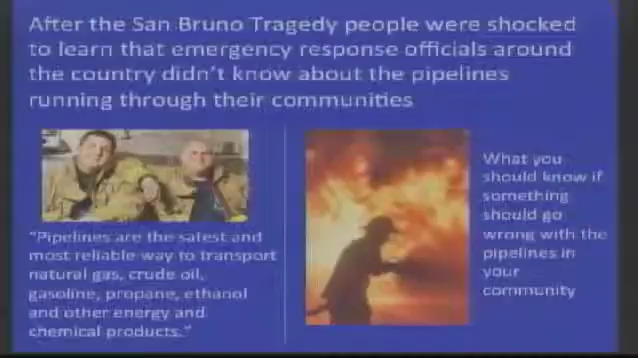 After the San Bruno Tragedy people were shocked
to learn that emergency response officials around
the country didn't know about the pipelines
running through their communities
"Pipelines are the safest and
most reliable way to transport
natural gas, crude oil,
gasoline, propane, ethanol
and other energy and
chemical products."
What you
should know if
something
should go
wrong with the
pipelines in
your
community